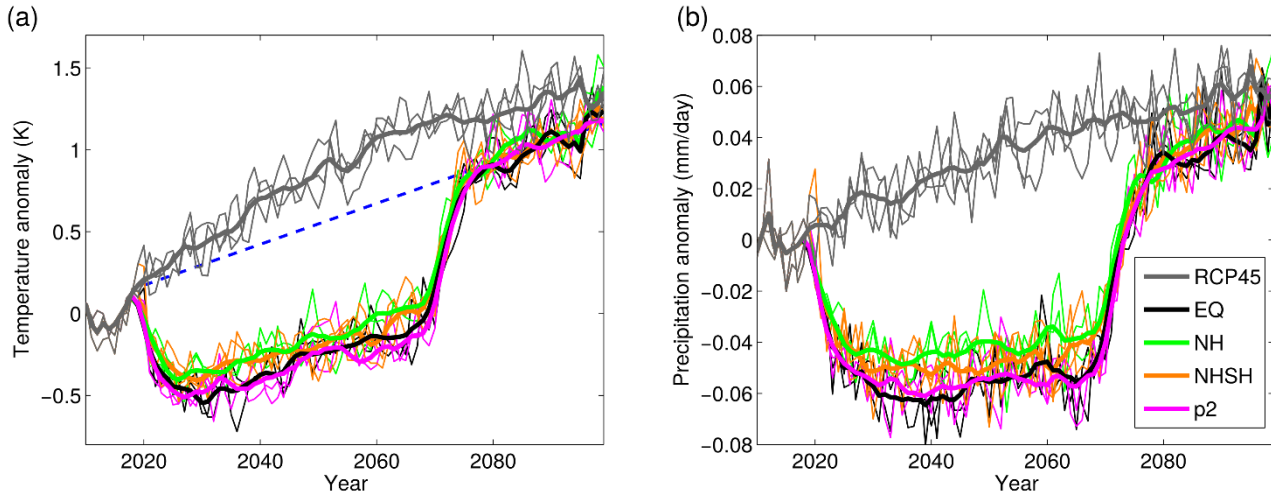 (a)
Temperature anomaly (K)
1.5
1
0.5
0
−0.5
2020 2040 2060 2080
Year
(b)
Precipitation anomaly (mm/day)
0.08
0.06
0.04
0.02
0
−0.02
−0.04
−0.06
−0.08
2020 2040 2060 2080
Year
RCP45
EQ
NH
NHSH
p2